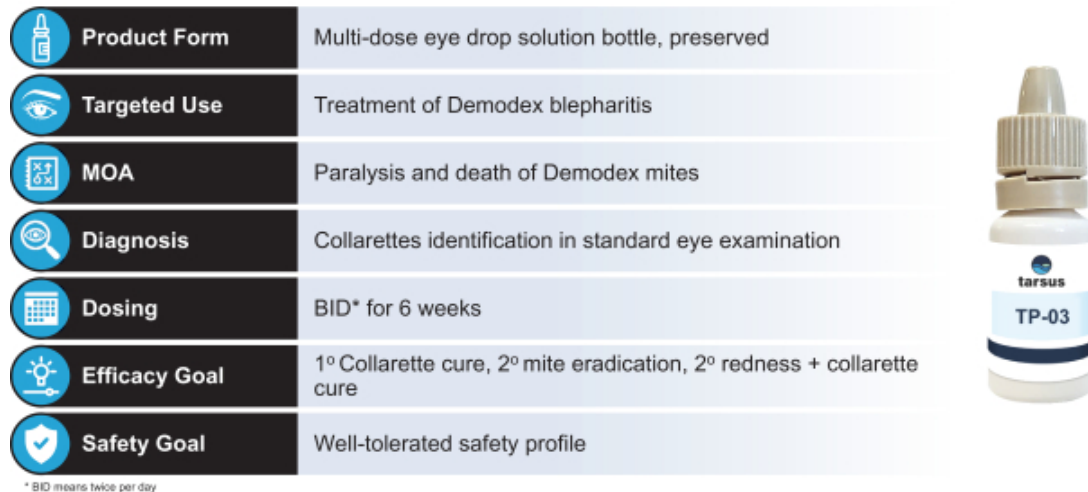 Product Form
Multi-dose eye drop solution bottle, preserved
Targeted Use
Treatment of Demodex blepharitis
MOA
Paralysis and death of Demodex mites
Diagnosis
Collarettes identification in standard eye examination
Dosing
BID* for 6 weeks
Efficacy Goal
1º Collarette cure, 2º mite eradication, 2º redness + collarette
cure
Safety Goal
Well-tolerated safety profile
* BID means twice per day
tarsus
TP-03